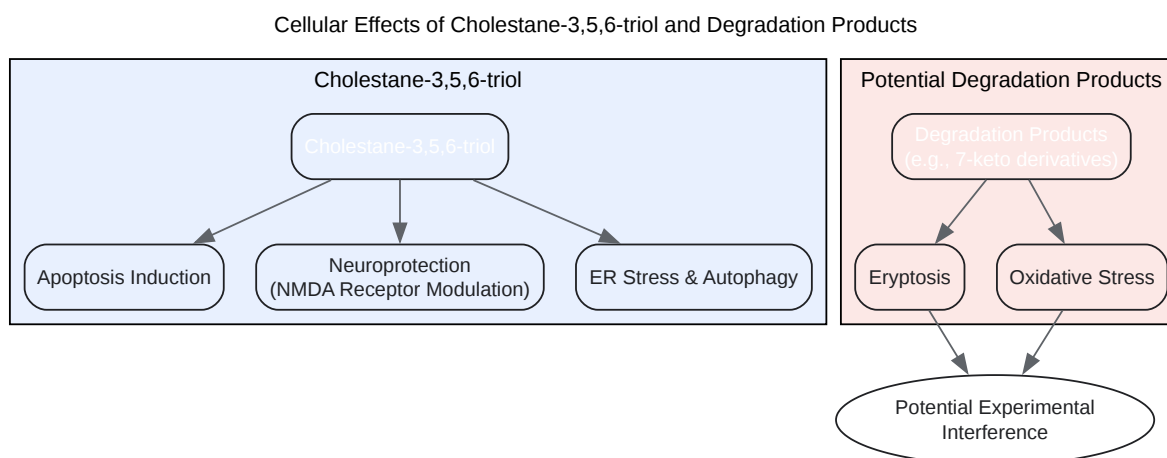 Cellular Effects of Cholestane-3,5,6-triol and Degradation Products
Cholestane-3,5,6-triol
Potential Degradation Products
Cholestane-3,5,6-triol
Degradation Products
(e.g., 7-keto derivatives)
Apoptosis Induction
Neuroprotection
(NMDA Receptor Modulation)
ER Stress & Autophagy
Eryptosis
Oxidative Stress
Potential Experimental
Interference